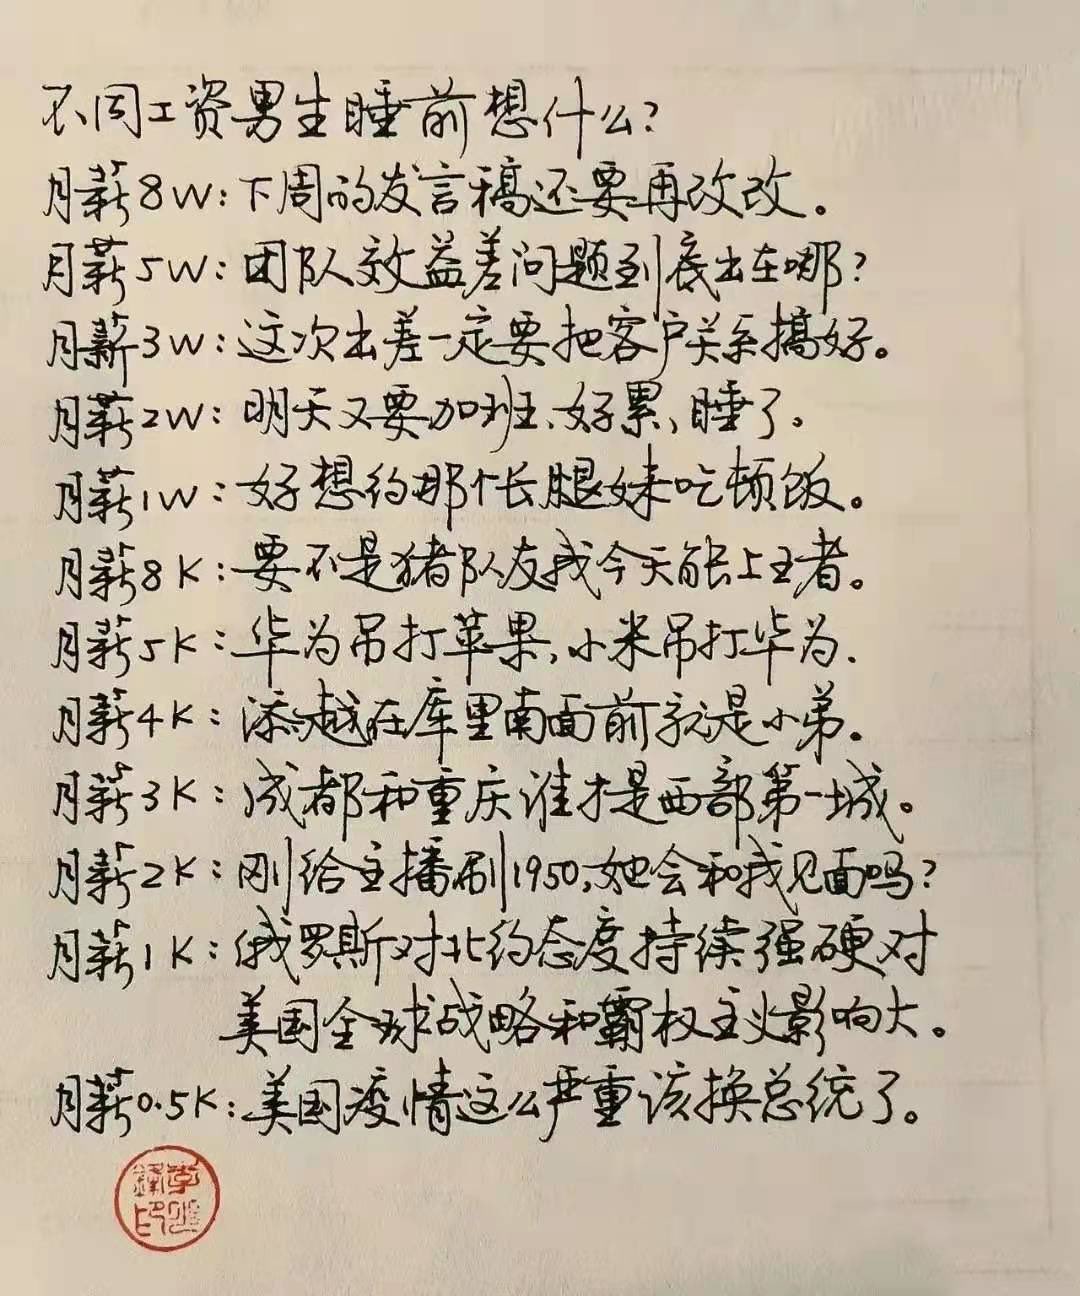 不同工资男生睡前想什么?
月薪8W:下周的发言稿还要再改改。
月薪5W:团队效益差问题到底出在哪?
月薪3W:这次出差一定要把客户关系搞好。
月薪2W:明天又要加班、好累、睡了。
月薪1W:好想约那个长腿妹吃顿饭。
月薪8K:要不是猪队友我今天能上王者。
月薪5K:华为吊打苹果,小米吊打华为.
月薪4K:添越在库里南面前就是小弟。
月薪3K:成都和重庆谁才是西部第一城。
月薪2K:刚给主播刷1950,她会和我见面吗?
月薪1K:俄罗斯对北约态度持续强硬对
美国全球战略和霸权主义影响大。
月薪0.5K:美国疫情这么严重该换总统了。